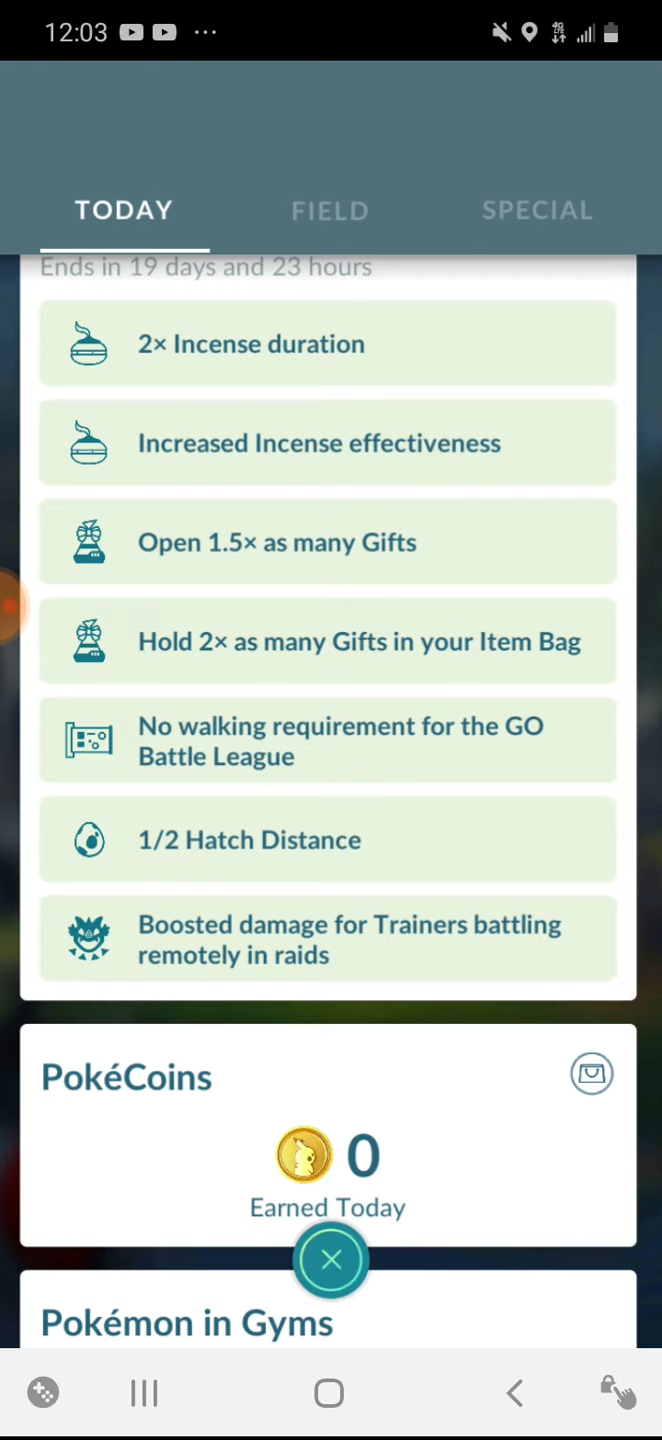 12:03
4G
TODAY
FIELD
SPECIAL
Ends in 19 days and 23 hours
2× Incense duration
Increased Incense effectiveness
Open 1.5× as many Gifts
Hold 2× as many Gifts in your Item Bag
No walking requirement for the GO
Battle League
1/2 Hatch Distance
Boosted damage for Trainers battling
remotely in raids
PokéCoins
0
Earned Today
Pokémon in Gyms